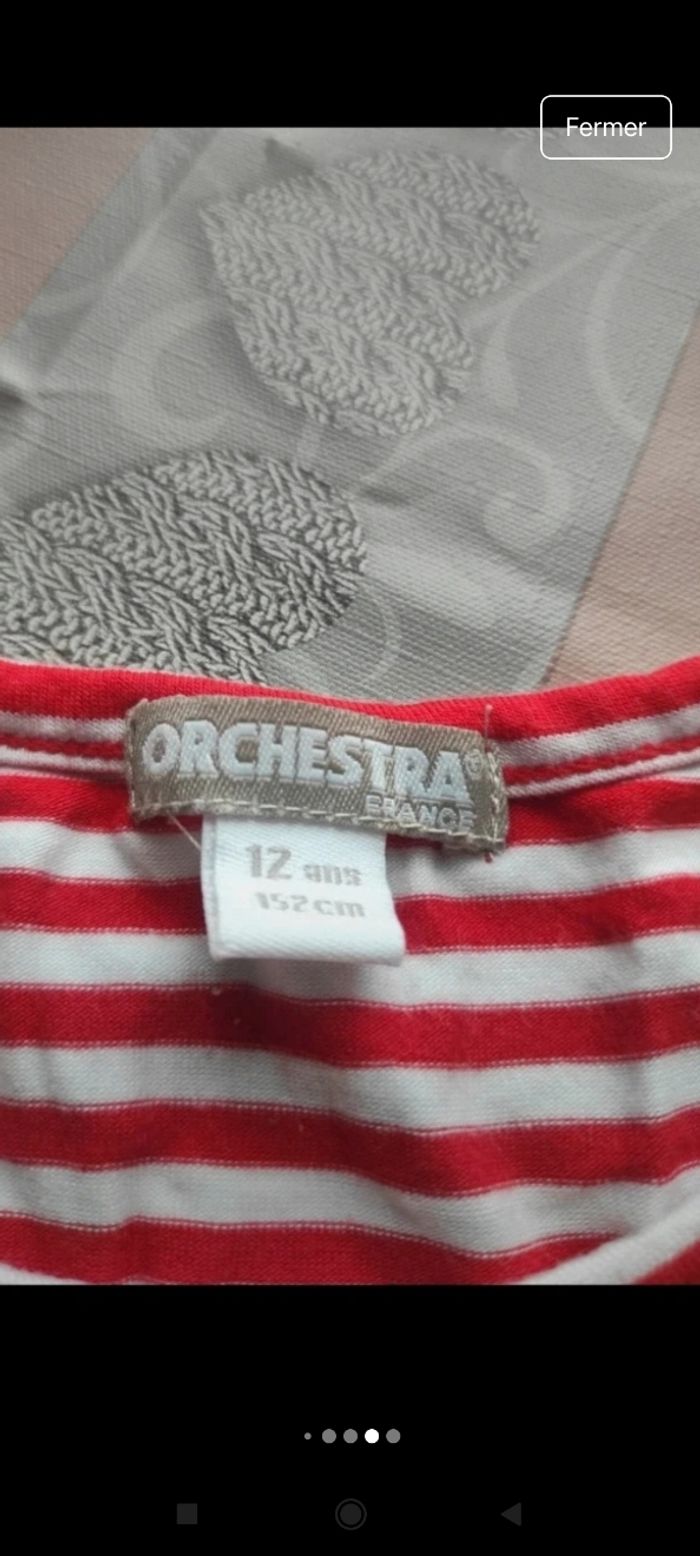 Fermer
ORCHESTRA®
FRANCE
12 ans
152 cm